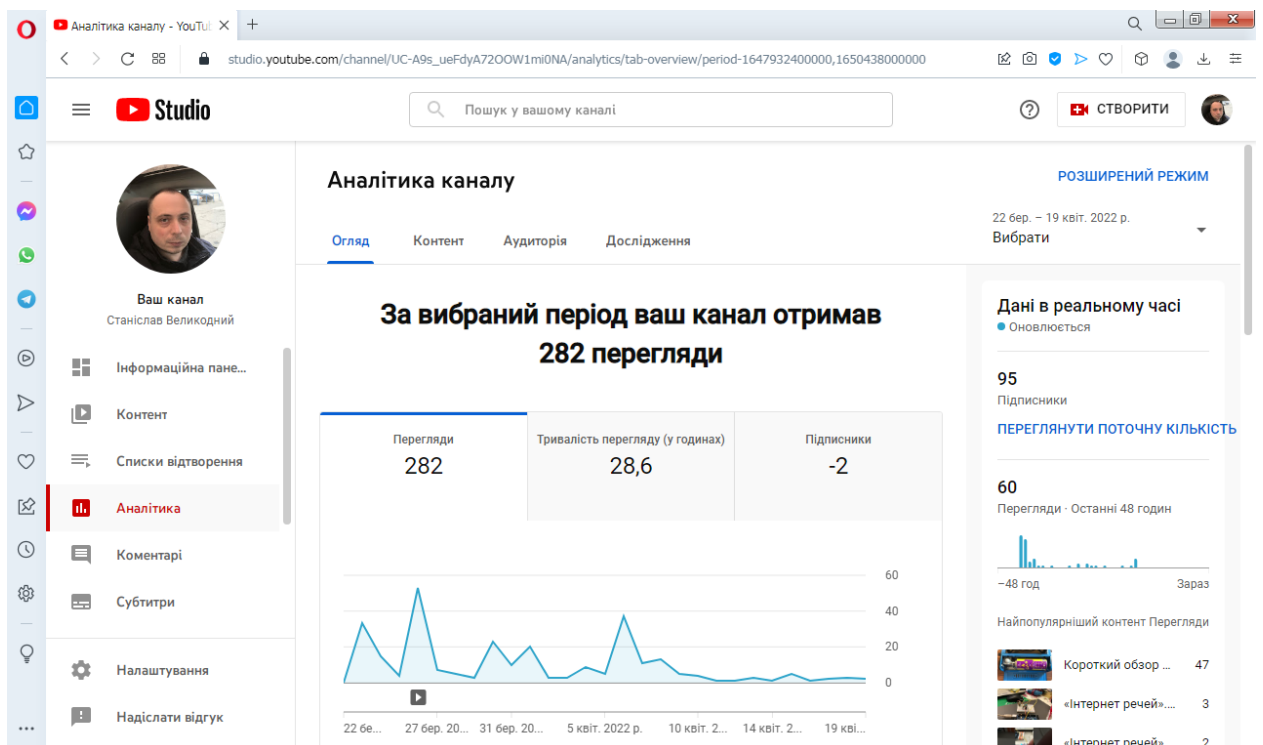 Аналітика каналу - YouTub
studio.youtube.com/channel/UC-A9s_ueFdyA72OOW1mi0NA/analytics/tab-overview/period-1647932400000,1650438000000
Studio
Пошук у вашому каналі
СТВОРИТИ
Ваш канал
Станіслав Великодний
Інформаційна пане...
Контент
Списки відтворення
Аналітика
Коментарі
Субтитри
Налаштування
Надіслати відгук
Аналітика каналу
РОЗШИРЕНИЙ РЕЖИМ
Огляд Контент Аудиторія Дослідження
22 бер. – 19 квіт. 2022 р.
Вибрати
За вибраний період ваш канал отримав
282 перегляди
Перегляди
282
Тривалість перегляду (у годинах)
28,6
Підписники
-2
60
40
20
0
22 бе... 27 бер. 20... 31 бер. 20... 5 квіт. 2022 р. 10 квіт. 2... 14 квіт. 2... 19 кві...
Дані в реальному часі
Оновлюється
95
Підписники
ПЕРЕГЛЯНУТИ ПОТОЧНУ КІЛЬКІСТЬ
60
Перегляди · Останні 48 годин
–48 год Зараз
Найпопулярніший контент Перегляди
Короткий обзор ... 47
«Інтернет речей».... 3
«Інтернет речей» 2